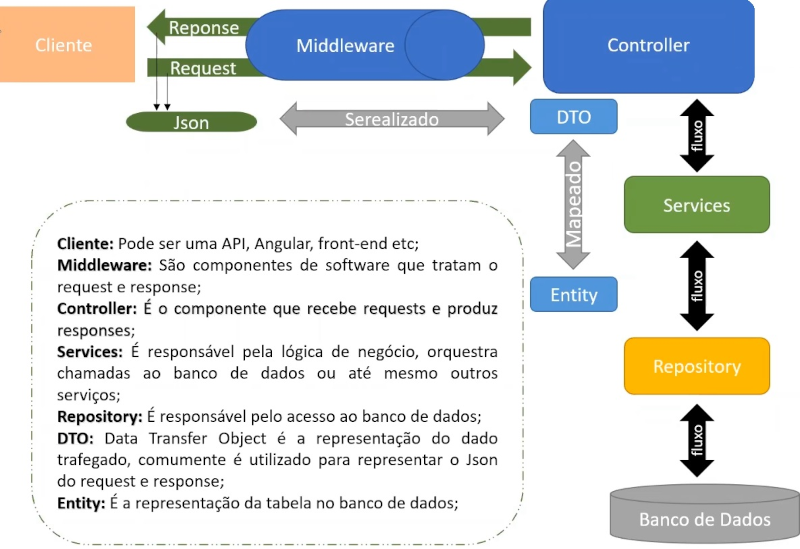 Cliente
Reponse
Middleware
Controller
Request
Json
Serealizado
DTO
fluxo
Mapeado
Services
fluxo
Entity
Repository
fluxo
Banco de Dados
Cliente: Pode ser uma API, Angular, front-end etc;
Middleware: São componentes de software que tratam o
request e response;
Controller: É o componente que recebe requests e produz
responses;
Services: É responsável pela lógica de negócio, orquestra
chamadas ao banco de dados ou até mesmo outros
serviços;
Repository: É responsável pelo acesso ao banco de dados;
DTO: Data Transfer Object é a representação do dado
trafegado, comumente é utilizado para representar o Json
do request e response;
Entity: É a representação da tabela no banco de dados;